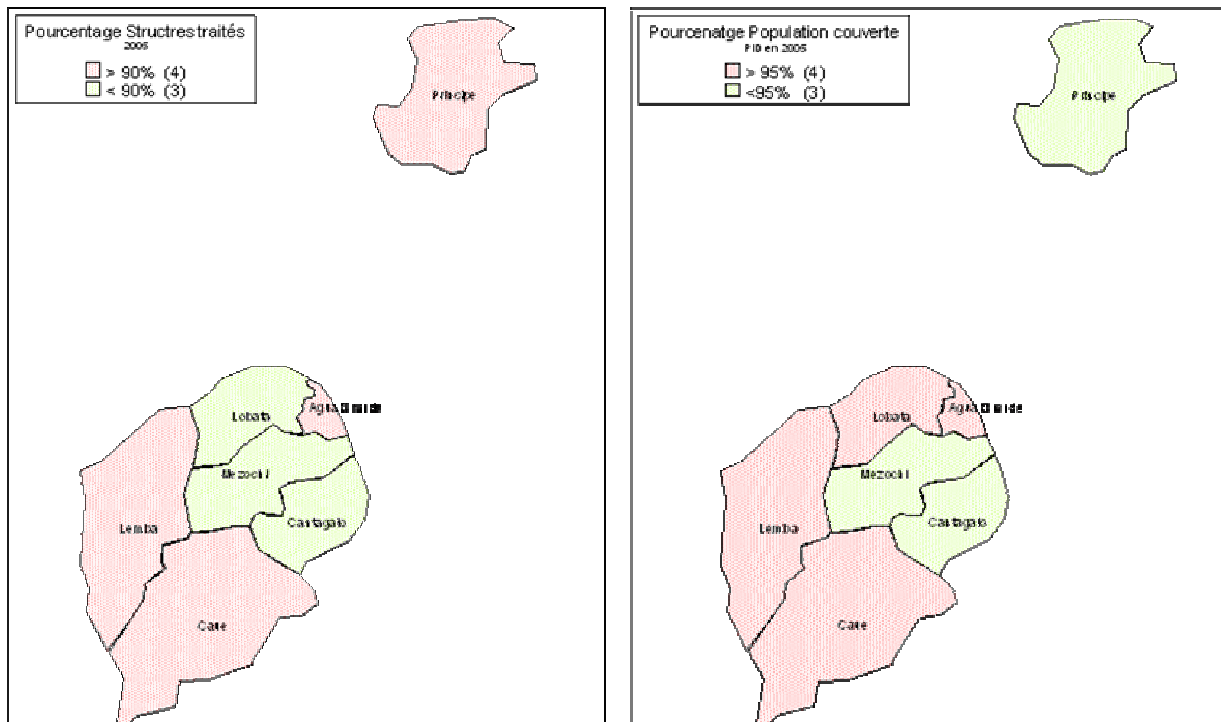 Pourcentage Structres traités
2005
> 90% (4)
< 90% (3)
Principe
Lobata
Agua Grande
Mezochi
Cantagalo
Lemba
Caue
Pourcenatge Population couverte
PID en 2005
> 95% (4)
<95% (3)
Principe
Lobata
Agua Grande
Mezochi
Cantagalo
Lemba
Caue